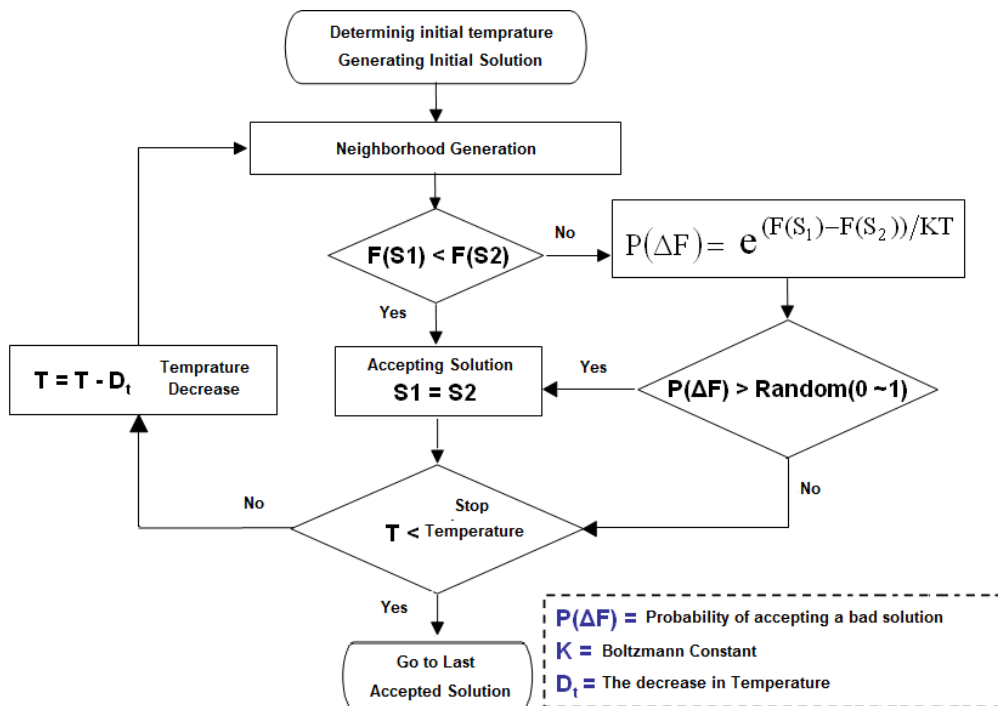 Determinig initial temprature
Generating Initial Solution
Neighborhood Generation
F(S1) < F(S2)
No
P(ΔF) = e^(F(S₁)−F(S₂))/KT
Yes
Accepting Solution
S1 = S2
Yes
P(ΔF) > Random(0 ~1)
T = T - Dₜ Temprature
Decrease
No
No
Stop
T < Temperature
Yes
Go to Last
Accepted Solution
P(ΔF) = Probability of accepting a bad solution
K = Boltzmann Constant
Dₜ = The decrease in Temperature